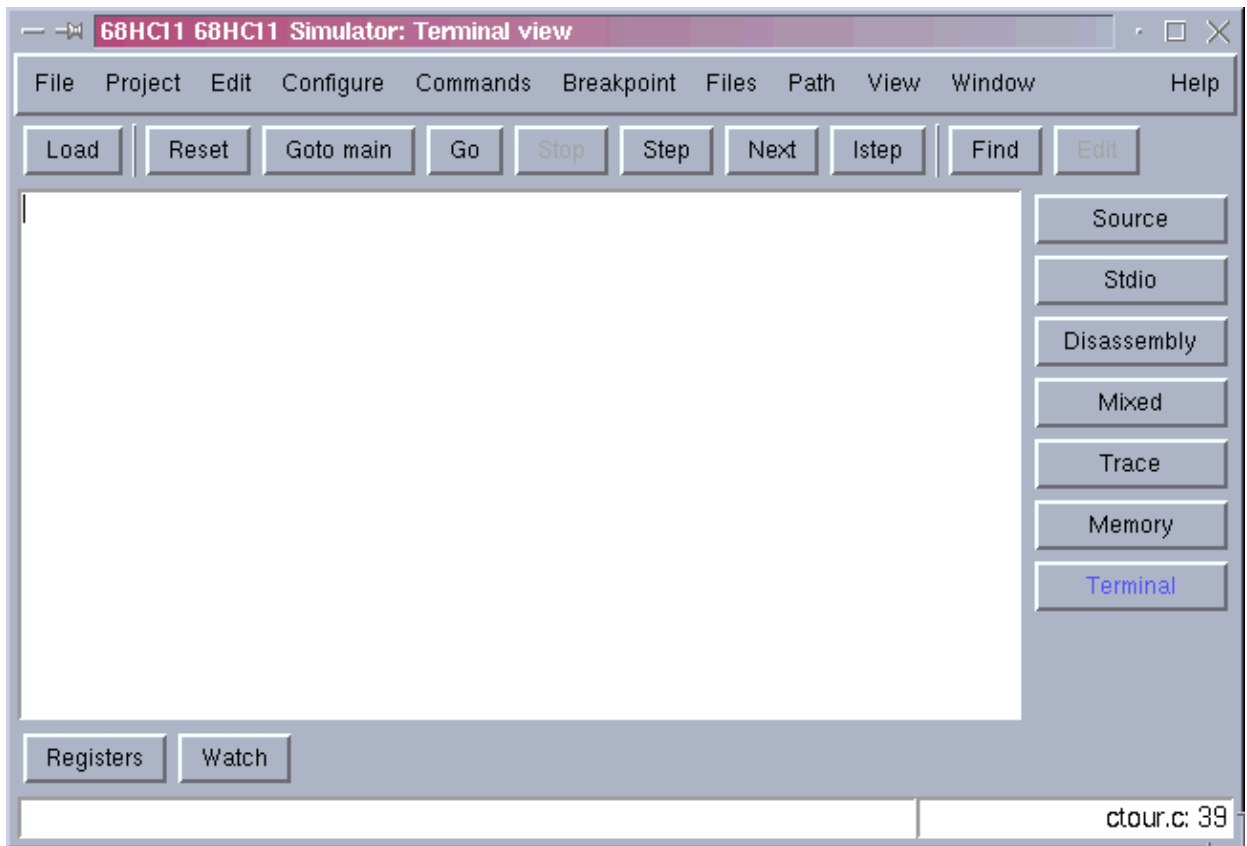 68HC11 68HC11 Simulator: Terminal view
File Project Edit Configure Commands Breakpoint Files Path View Window Help
Load Reset Goto main Go Stop Step Next Istep Find Edit
Source
Stdio
Disassembly
Mixed
Trace
Memory
Terminal
Registers Watch
ctour.c: 39